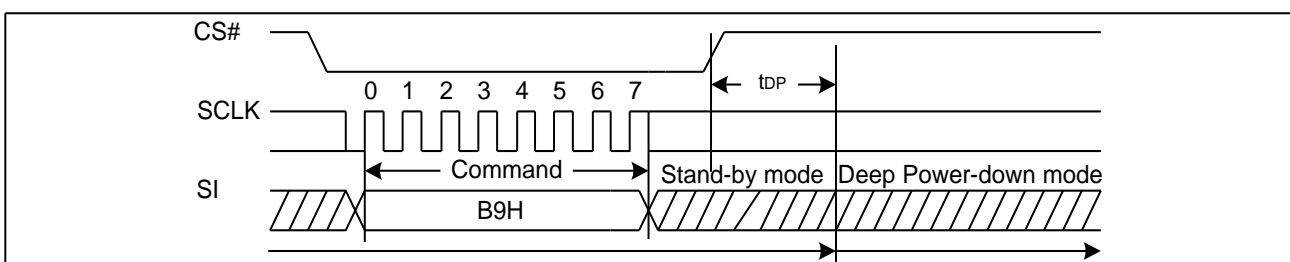 CS#
tDP
0 1 2 3 4 5 6 7
SCLK
Command
Stand-by mode Deep Power-down mode
SI
B9H